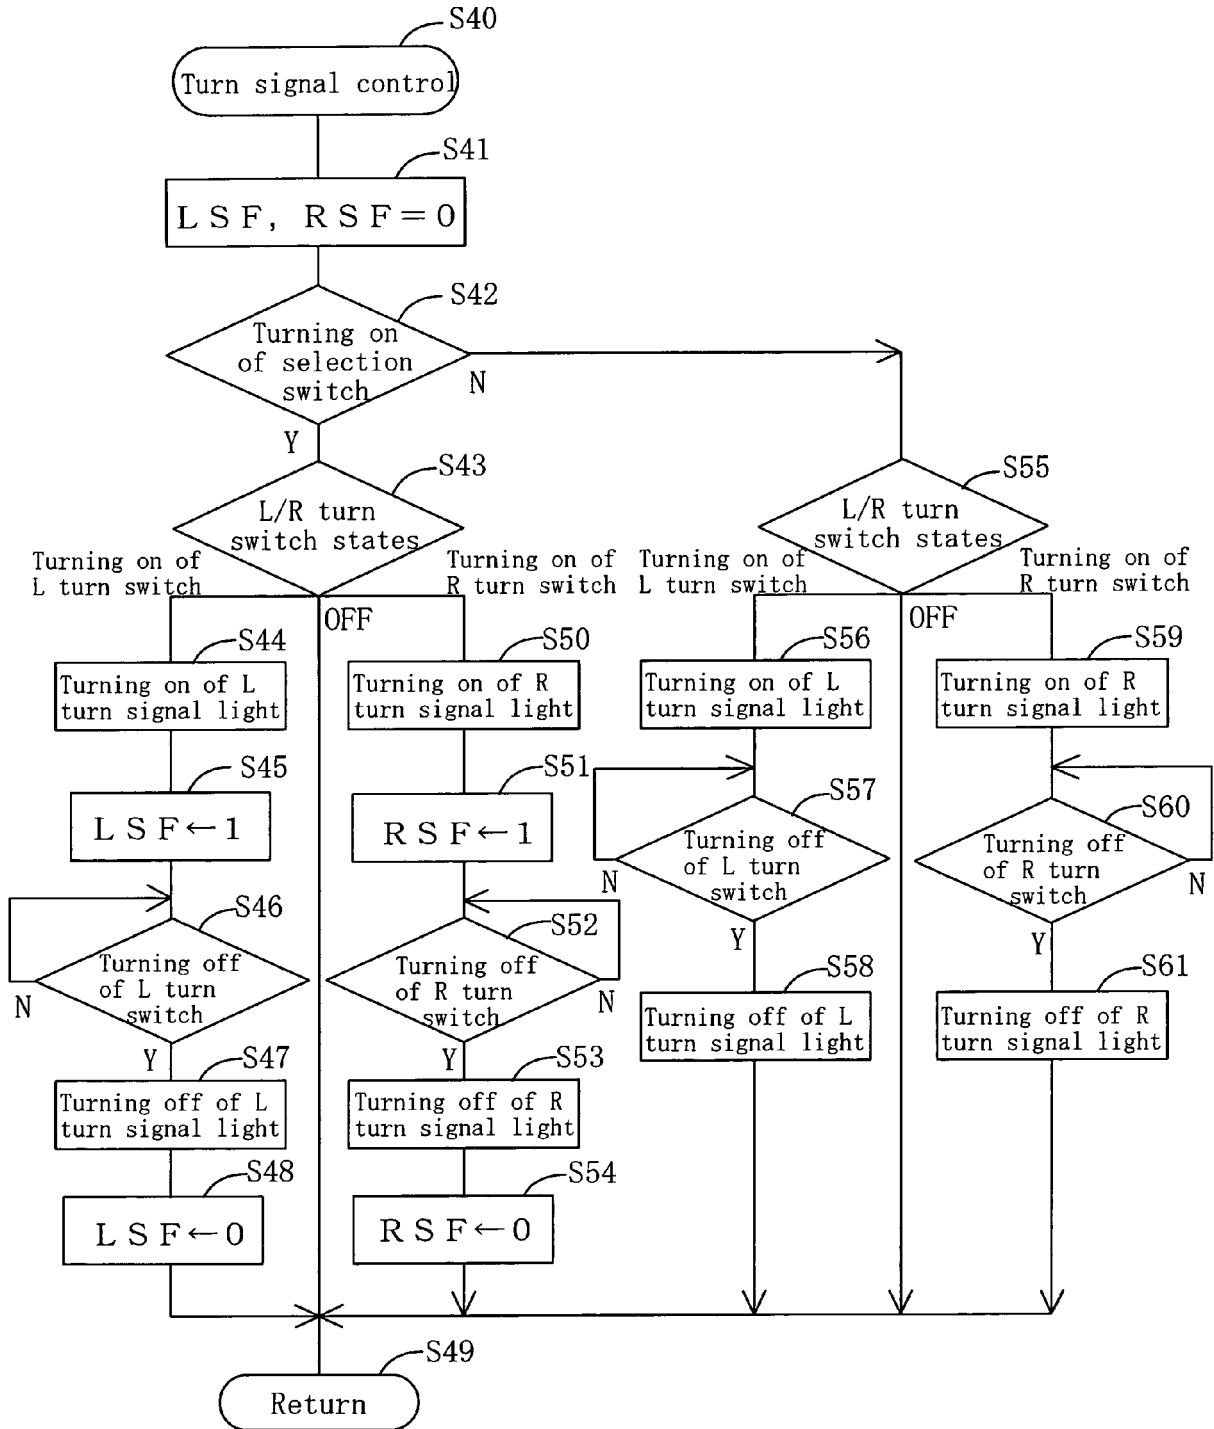 S40
Turn signal control
S41
LSF, RSF=0
S42
Turning on
of selection
switch
N
Y
S43
L/R turn
switch states
S55
L/R turn
switch states
Turning on of
L turn switch
Turning on of
R turn switch
Turning on of
L turn switch
Turning on of
R turn switch
OFF
OFF
S44
Turning on of L
turn signal light
S50
Turning on of R
turn signal light
S56
Turning on of L
turn signal light
S59
Turning on of R
turn signal light
S45
LSF←1
S51
RSF←1
S57
Turning off
of L turn
switch
N
Y
S60
Turning off
of R turn
switch
N
Y
S46
Turning off
of L turn
switch
N
Y
S52
Turning off
of R turn
switch
N
Y
S58
Turning off of L
turn signal light
S61
Turning off of R
turn signal light
S47
Turning off of L
turn signal light
S53
Turning off of R
turn signal light
S48
LSF←0
S54
RSF←0
S49
Return